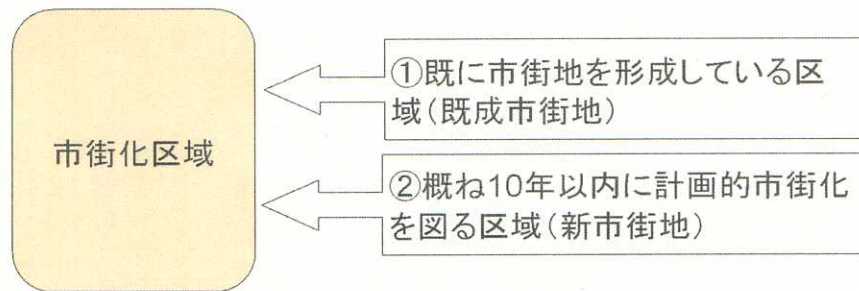 市街化区域
①既に市街地を形成している区
域(既成市街地)
②概ね10年以内に計画的市街化
を図る区域(新市街地)